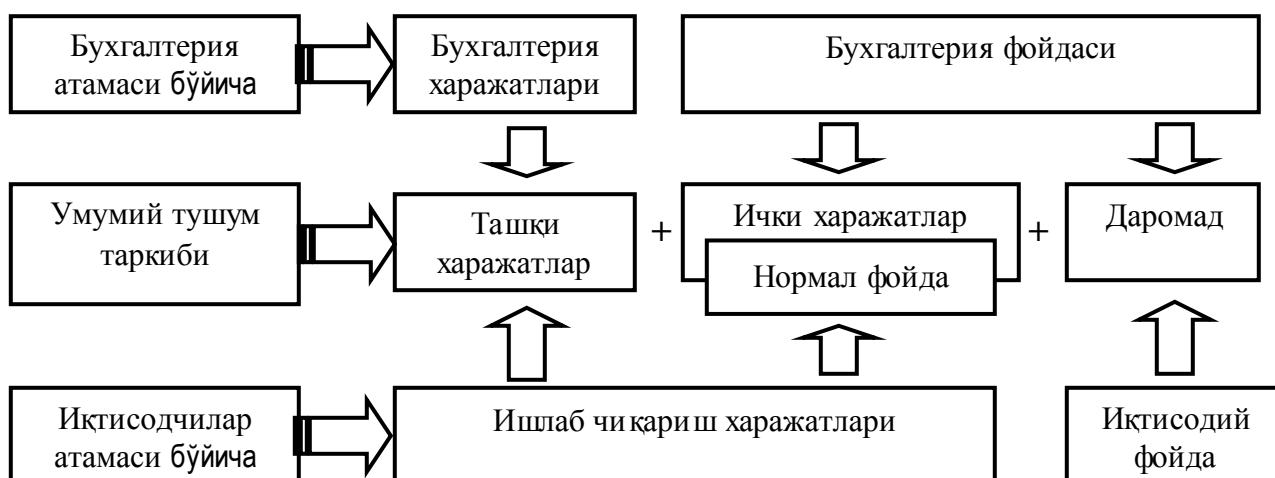 Бухгалтерия
атамаси бўйича
Бухгалтерия
харажатлари
Бухгалтерия фойдаси
Умумий тушум
таркиби
Ташқи
харажатлар
+
Ички харажатлар
Нормал фойда
+
Даромад
Иқтисодчилар
атамаси бўйича
Ишлаб чиқариш харажатлари
Иқтисодий
фойда